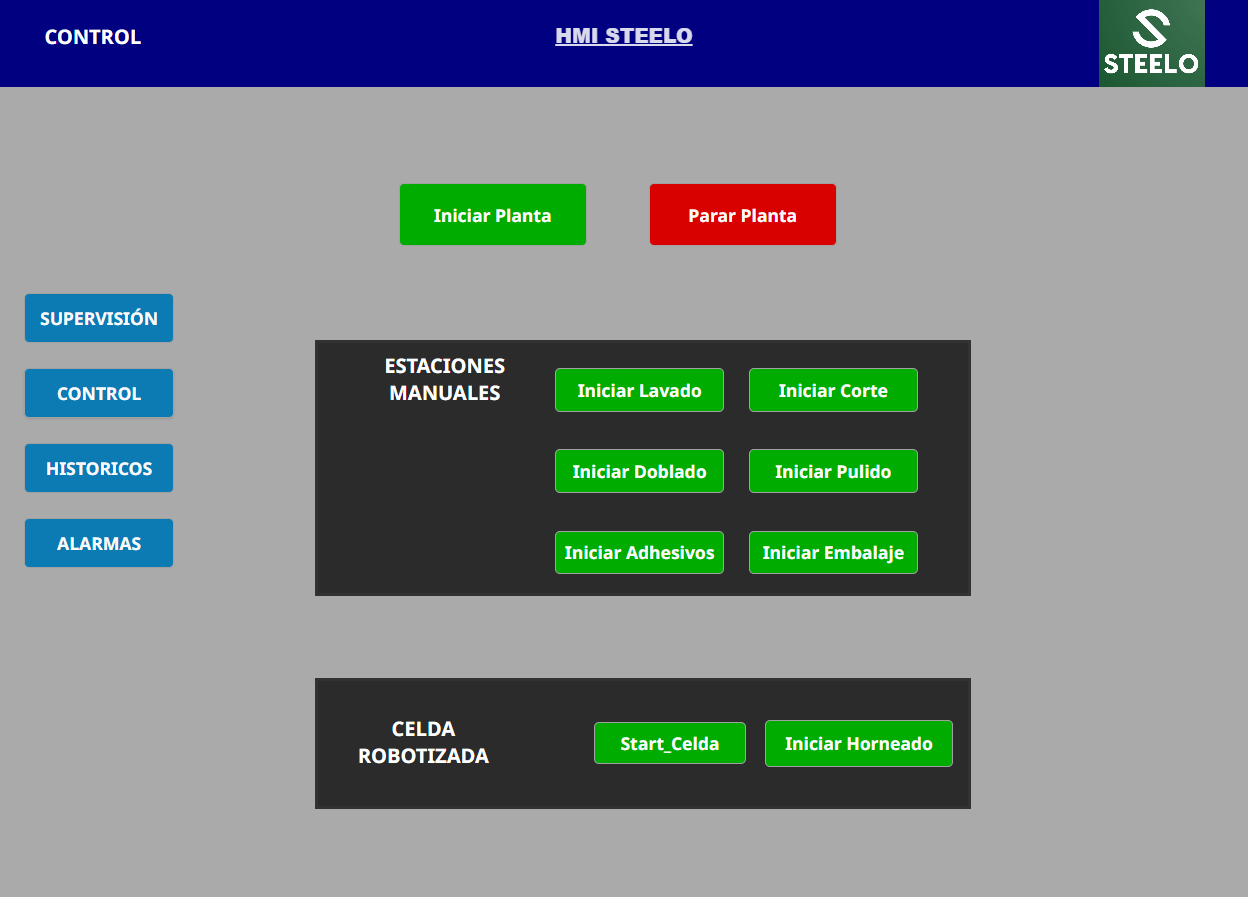 CONTROL
HMI STEELO
STEELO
Iniciar Planta
Parar Planta
SUPERVISIÓN
CONTROL
HISTORICOS
ALARMAS
ESTACIONES
MANUALES
Iniciar Lavado
Iniciar Corte
Iniciar Doblado
Iniciar Pulido
Iniciar Adhesivos
Iniciar Embalaje
CELDA
ROBOTIZADA
Start_Celda
Iniciar Horneado